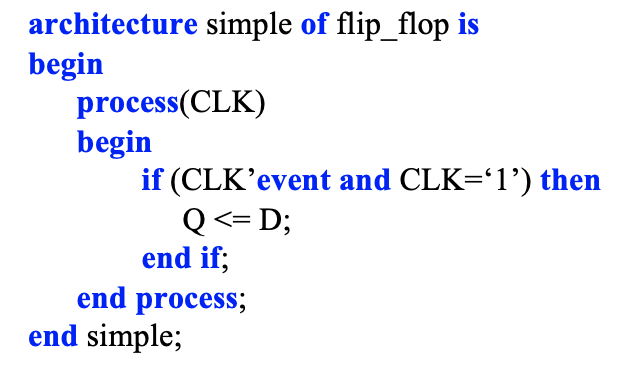 architecture simple of flip_flop is
begin
process(CLK)
begin
if (CLK’event and CLK=‘1’) then
Q <= D;
end if;
end process;
end simple;